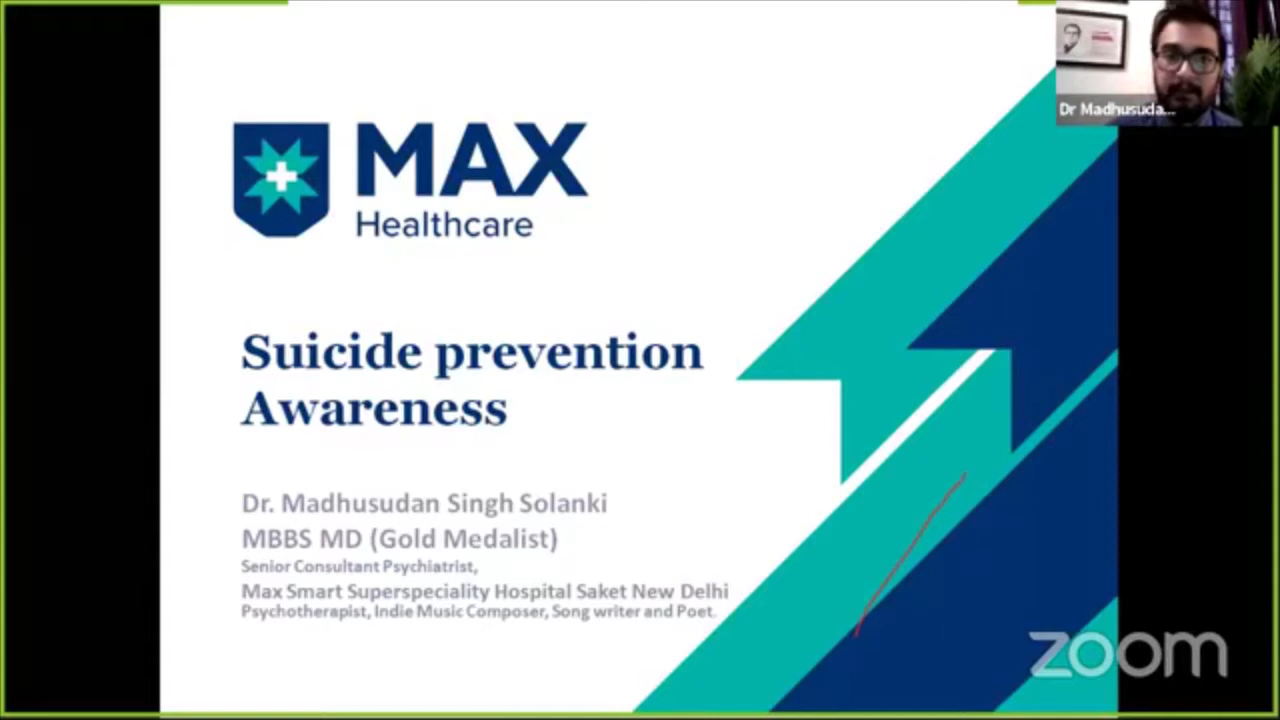 Dr Madhusuda...
MAX
Healthcare
Suicide prevention
Awareness
Dr. Madhusudan Singh Solanki
MBBS MD (Gold Medalist)
Senior Consultant Psychiatrist,
Max Smart Superspeciality Hospital Saket New Delhi
Psychotherapist, Indie Music Composer, Song writer and Poet.
zoom